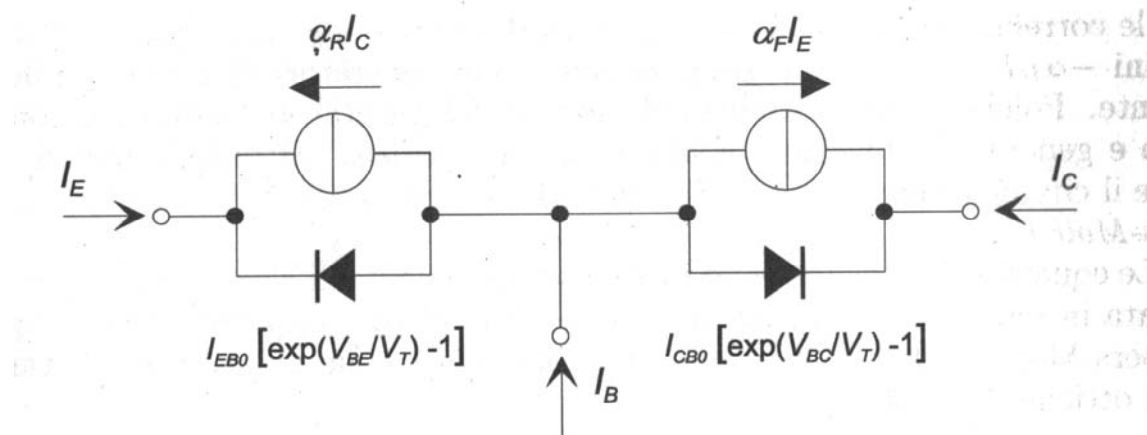 α_R I_C
α_F I_E
I_E
I_C
I_EB0 [exp(V_BE/V_T) -1]
I_CB0 [exp(V_BC/V_T) -1]
I_B